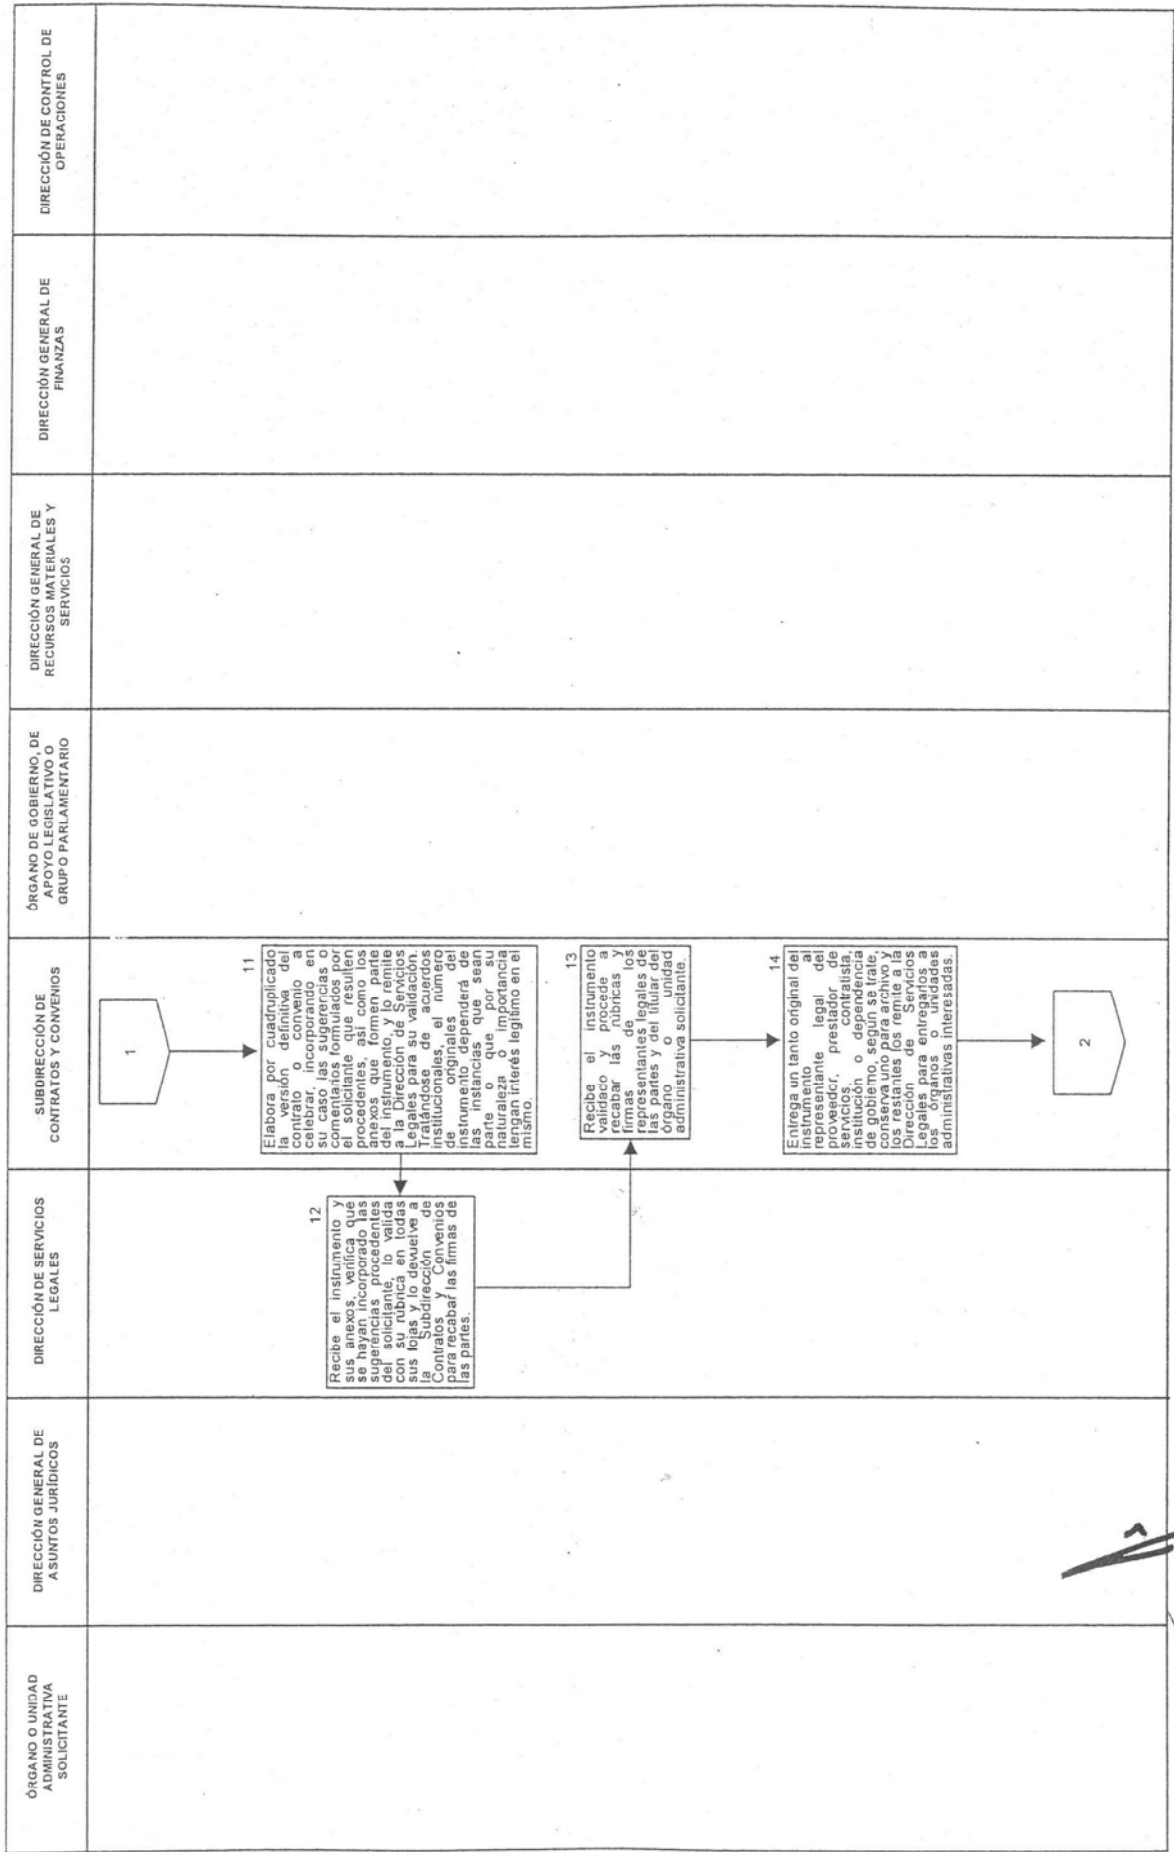 ÓRGANO O UNIDAD
ADMINISTRATIVA
SOLICITANTE
DIRECCIÓN GENERAL DE
ASUNTOS JURÍDICOS
DIRECCIÓN DE SERVICIOS
LEGALES
SUBDIRECCIÓN DE
CONTRATOS Y CONVENIOS
ÓRGANO DE GOBIERNO, DE
APOYO LEGISLATIVO O
GRUPO PARLAMENTARIO
DIRECCIÓN GENERAL DE
RECURSOS MATERIALES Y
SERVICIOS
DIRECCIÓN GENERAL DE
FINANZAS
DIRECCIÓN DE CONTROL DE
OPERACIONES
1
11
Elabora por cuadruplicado
la versión definitiva del
contrato o convenio a
celebrar, incorporando en
su caso las sugerencias o
comentarios formulados por
el solicitante que resulten
procedentes, así como los
anexos que formen parte
del instrumento, y lo remite
a la Dirección de Servicios
Legales para su validación.
Tratándose de acuerdos
institucionales, el número
de originales del
instrumento dependerá de
las instancias que sean
parte o que por su
naturaleza o importancia
tengan interés legítimo en el
mismo.
12
Recibe el instrumento y
sus anexos, verifica que
se hayan incorporado las
sugerencias procedentes
del solicitante, lo valida
con su rúbrica en todas
sus fojas y lo devuelve a
la Subdirección de
Contratos y Convenios
para recabar las firmas de
las partes.
13
Recibe el instrumento
validado y procede a
recabar las rúbricas y
firmas de los
representantes legales de
las partes y del titular del
órgano o unidad
administrativa solicitante.
14
Entrega un tanto original del
instrumento al
representante legal del
proveedor, prestador de
servicios, contratista,
institución o dependencia
de gobierno, según se trate,
conserva uno para archivo y
los restantes los remite a la
Dirección de Servicios
Legales para entregarlos a
los órganos o unidades
administrativas interesadas.
2